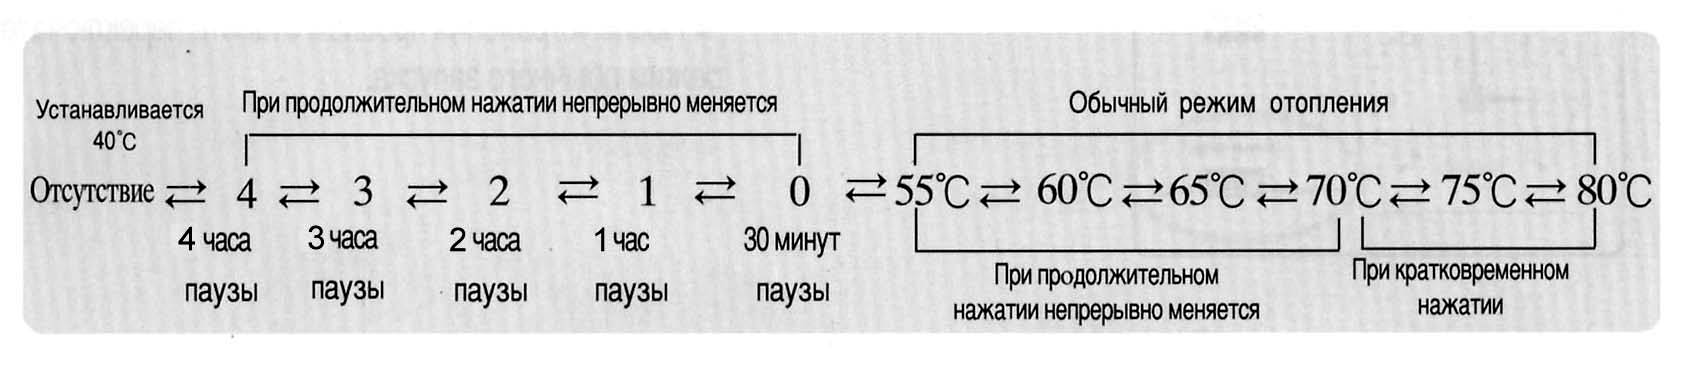 Устанавливается
40°C
При продолжительном нажатии непрерывно меняется
Обычный режим отопления
Отсутствие ⇄ 4 ⇄ 3 ⇄ 2 ⇄ 1 ⇄ 0 ⇄ 55°C ⇄ 60°C ⇄ 65°C ⇄ 70°C ⇄ 75°C ⇄ 80°C
4 часа
паузы
3 часа
паузы
2 часа
паузы
1 час
паузы
30 минут
паузы
При продолжительном
нажатии непрерывно меняется
При кратковременном
нажатии